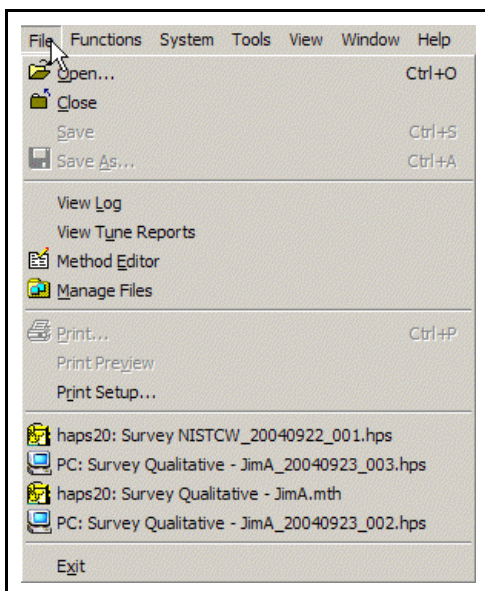 File Functions System Tools View Window Help
Open... Ctrl+O
Close
Save Ctrl+S
Save As... Ctrl+A
View Log
View Tune Reports
Method Editor
Manage Files
Print... Ctrl+P
Print Preview
Print Setup...
haps20: Survey NISTCW_20040922_001.hps
PC: Survey Qualitative - JimA_20040923_003.hps
haps20: Survey Qualitative - JimA.mth
PC: Survey Qualitative - JimA_20040923_002.hps
Exit